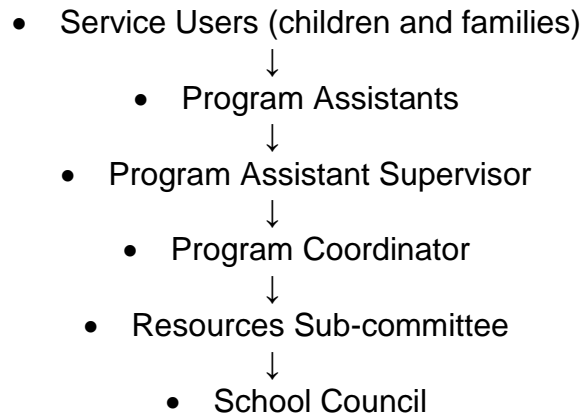 • Service Users (children and families)
↓
• Program Assistants
↓
• Program Assistant Supervisor
↓
• Program Coordinator
↓
• Resources Sub-committee
↓
• School Council